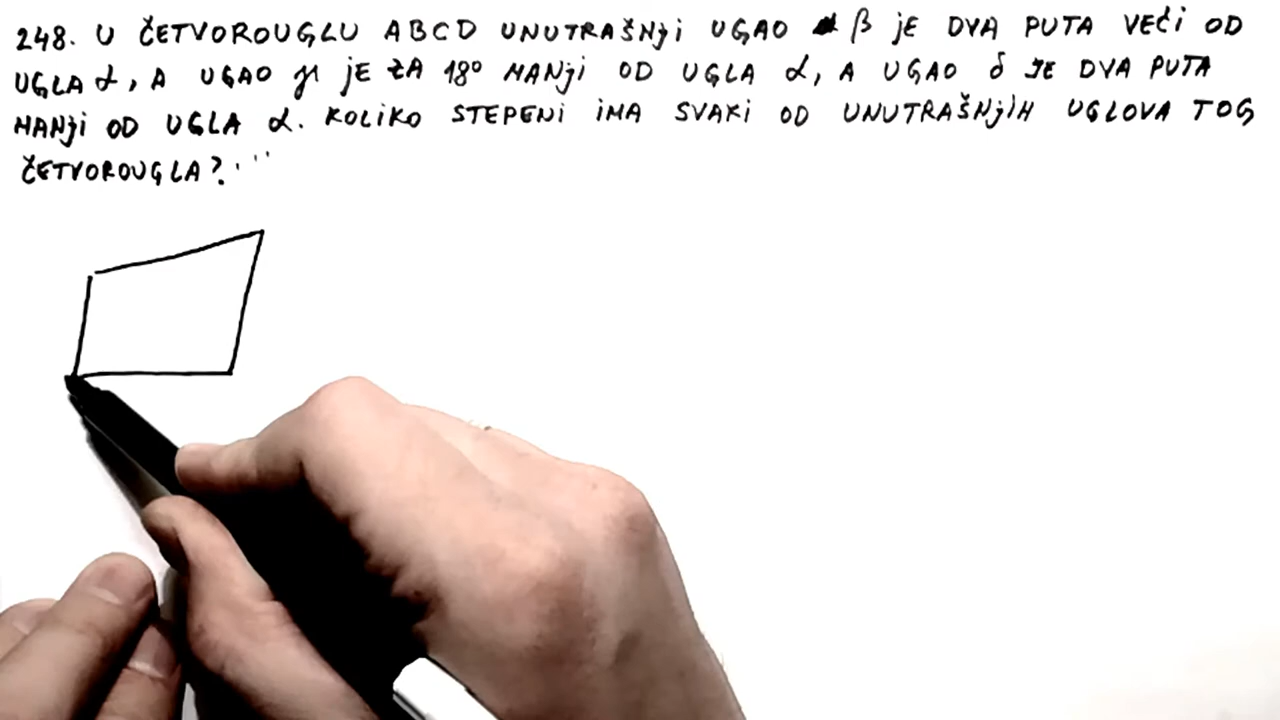 248. U ČETVOROUGLU ABCD UNUTRAŠNji UGAO β jE DVA PUTA VEĆI OD
UGLA α, A UGAO γ jE ZA 18° MANji OD UGLA α, A UGAO δ JE DVA PUTA
MANji OD UGLA α. KOLIKO STEPENI IMA SVAKI OD UNUTRAŠNjIH UGLOVA TOG
ČETVOROUGLA?